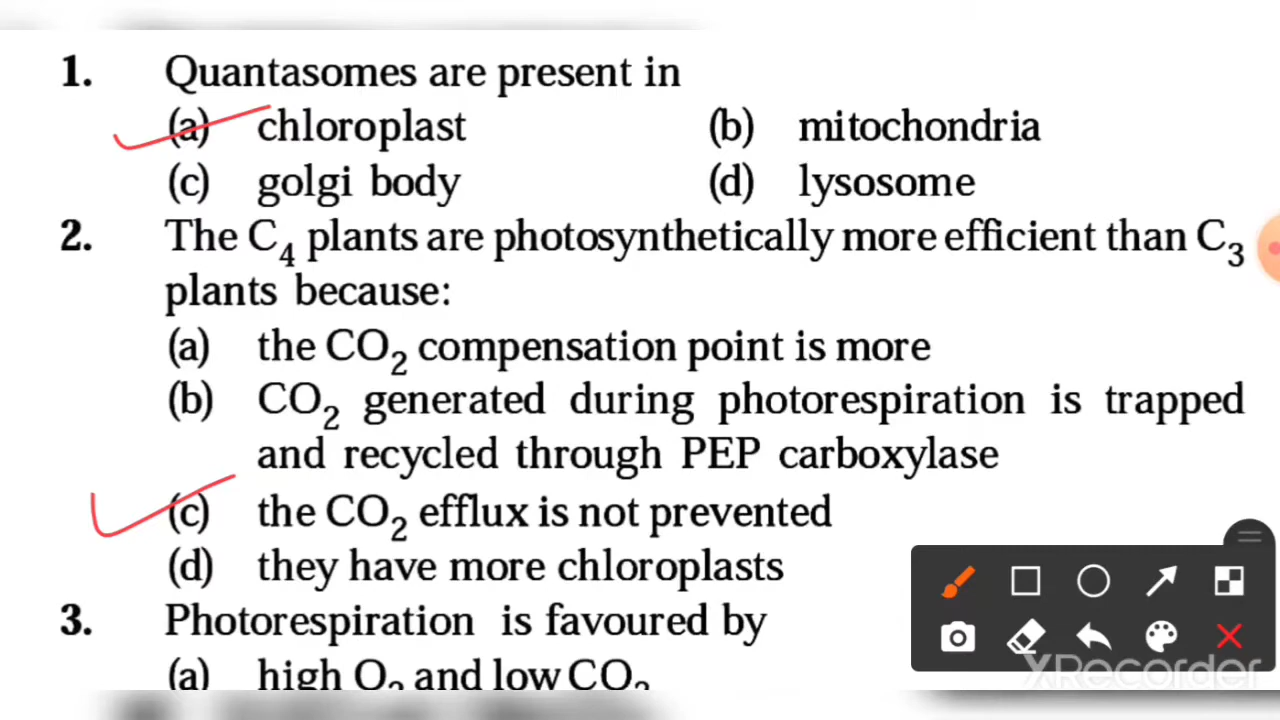 1. Quantasomes are present in
(a) chloroplast (b) mitochondria
(c) golgi body (d) lysosome
2. The C₄ plants are photosynthetically more efficient than C₃
plants because:
(a) the CO₂ compensation point is more
(b) CO₂ generated during photorespiration is trapped
and recycled through PEP carboxylase
(c) the CO₂ efflux is not prevented
(d) they have more chloroplasts
3. Photorespiration is favoured by
(a) high O₂ and low CO₂
XRecorder